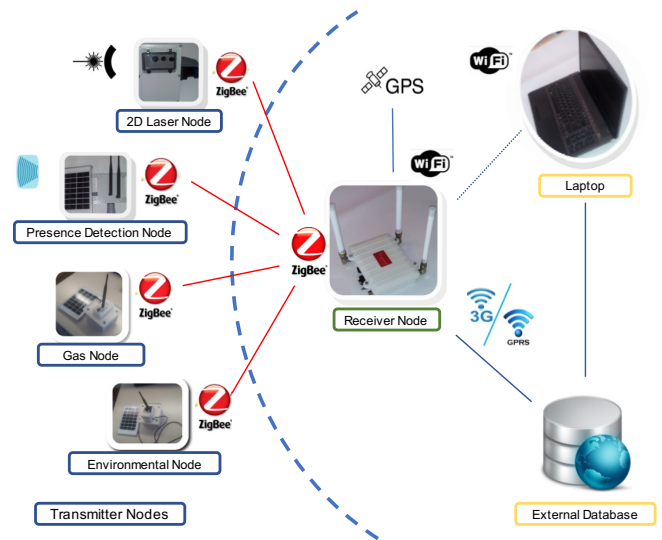 WiFi
ZigBee
2D Laser Node
GPS
WiFi
ZigBee
Presence Detection Node
Laptop
ZigBee
ZigBee
Gas Node
Receiver Node
3G
GPRS
ZigBee
Environmental Node
Transmitter Nodes
External Database